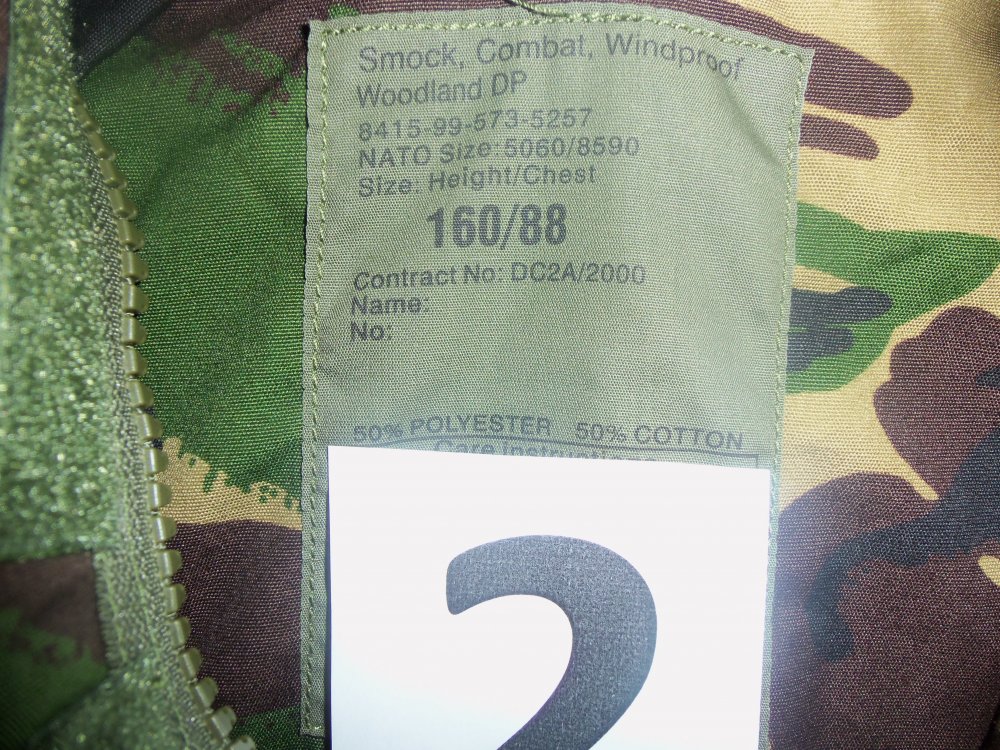 Smock, Combat, Windproof
Woodland DP
8415-99-573-5257
NATO Size:5060/8590
Size: Height/Chest
160/88
Contract No: DC2A/2000
Name:
No:
50% POLYESTER 50% COTTON
Care
2